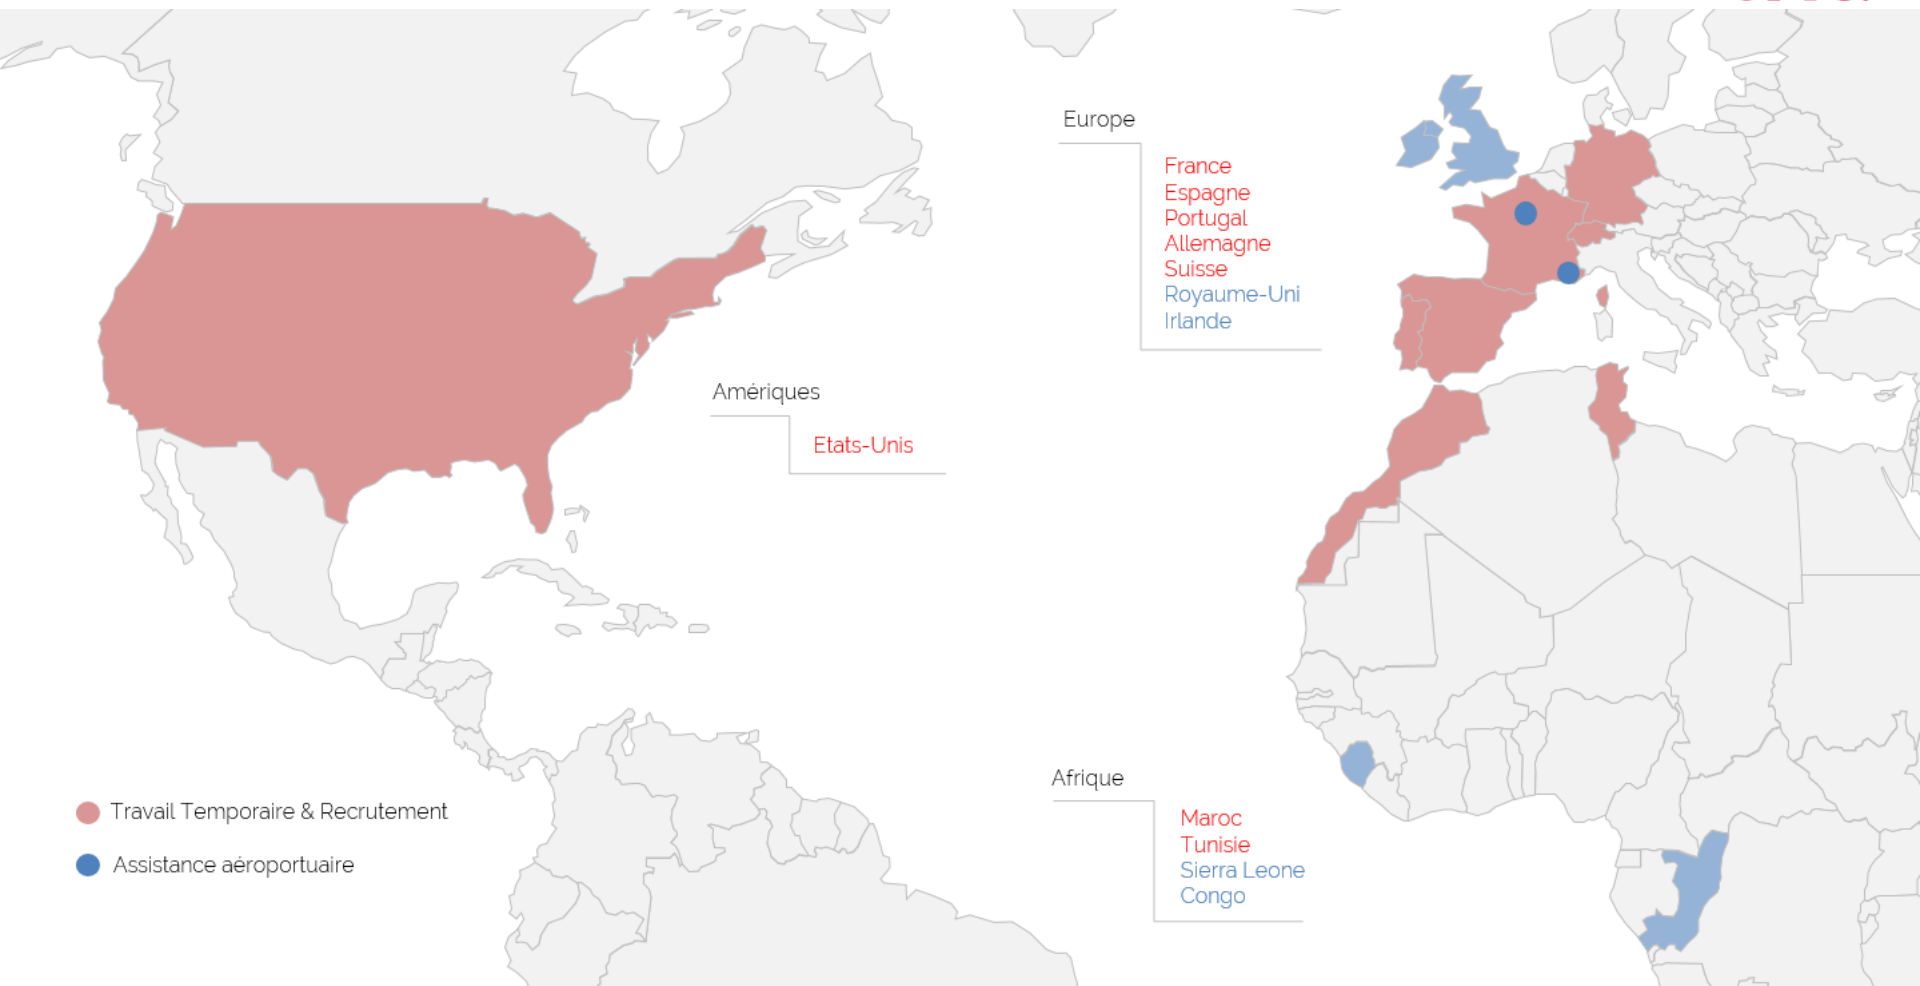 Europe
France
Espagne
Portugal
Allemagne
Suisse
Royaume-Uni
Irlande
Amériques
Etats-Unis
Afrique
Maroc
Tunisie
Sierra Leone
Congo
Travail Temporaire & Recrutement
Assistance aéroportuaire